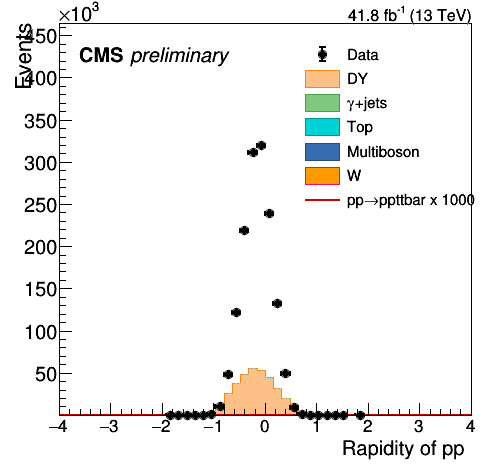 ×10³
41.8 fb⁻¹ (13 TeV)
Events
CMS preliminary
Data
DY
γ+jets
Top
Multiboson
W
pp→ppttbar x 1000
450
400
350
300
250
200
150
100
50
−4 −3 −2 −1 0 1 2 3 4
Rapidity of pp